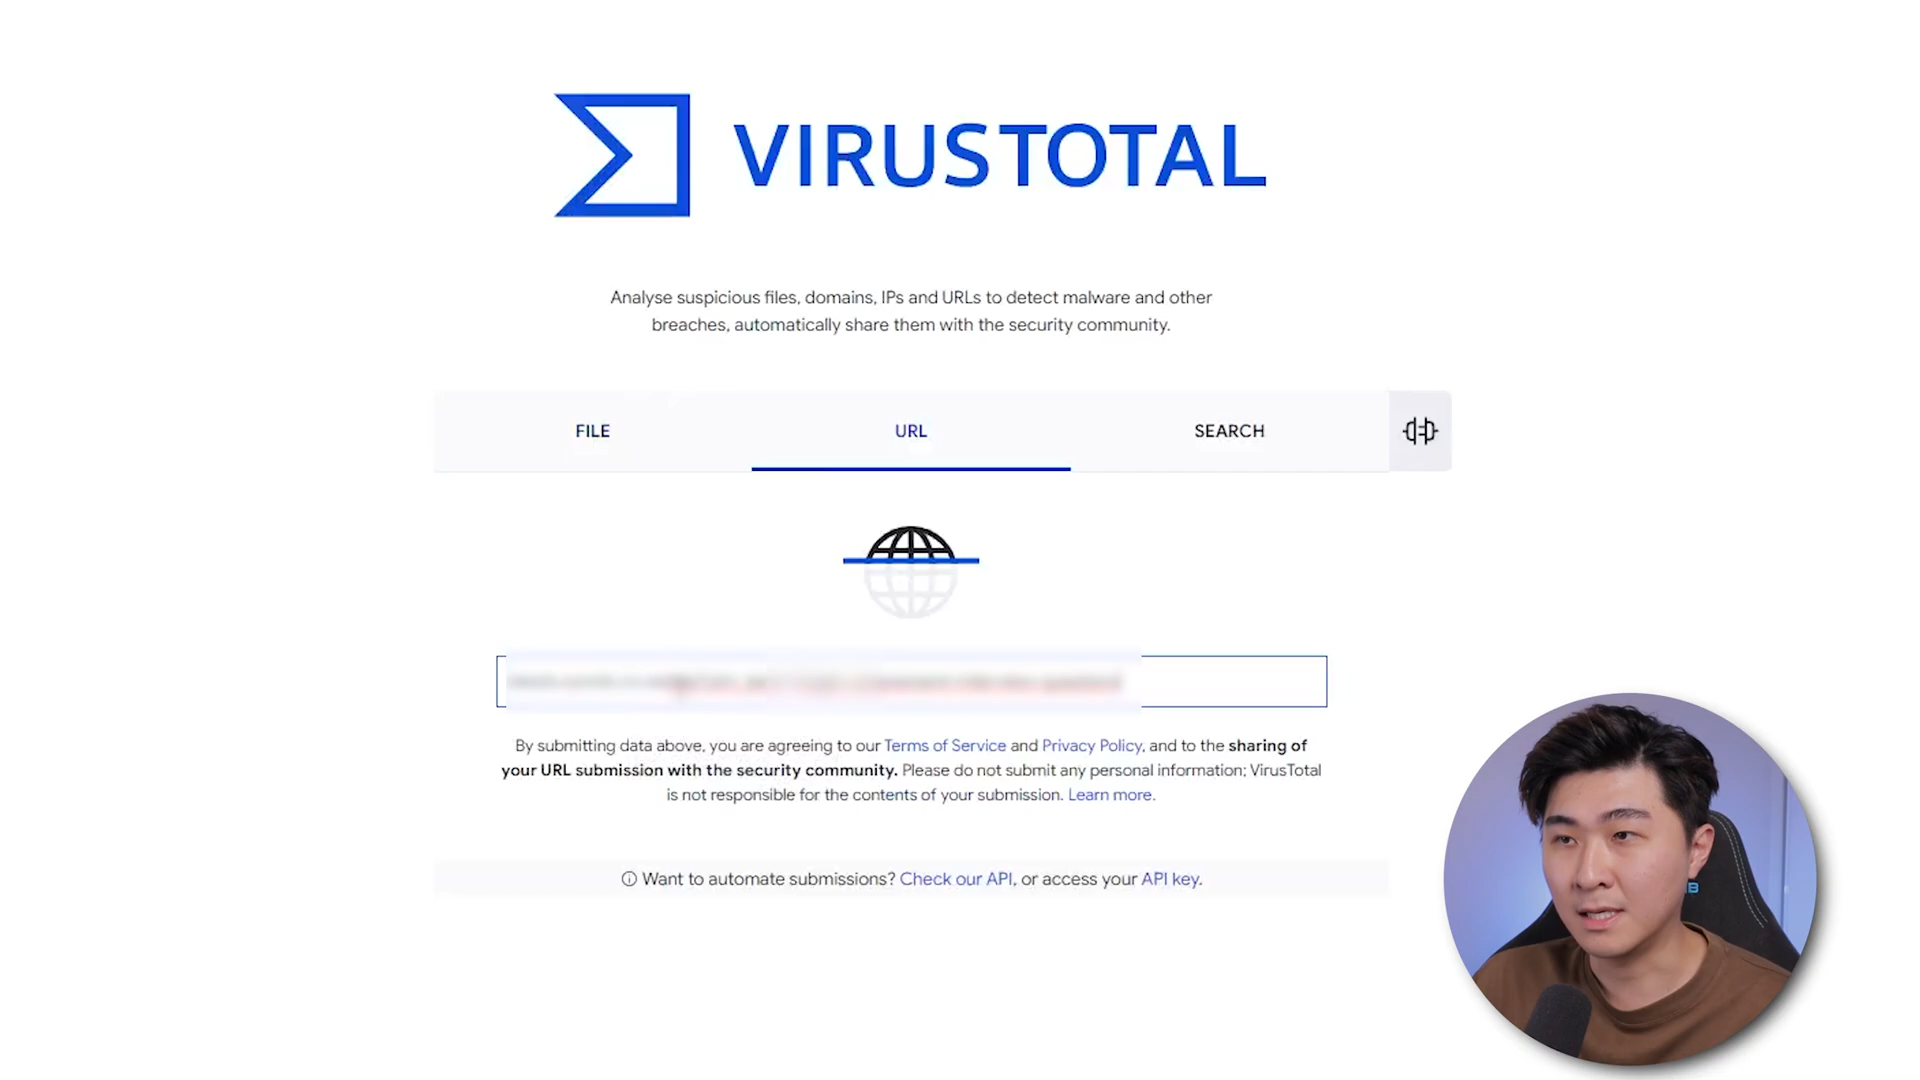 VIRUSTOTAL
Analyse suspicious files, domains, IPs and URLs to detect malware and other
breaches, automatically share them with the security community.
FILE
URL
SEARCH
By submitting data above, you are agreeing to our Terms of Service and Privacy Policy, and to the sharing of
your URL submission with the security community. Please do not submit any personal information; VirusTotal
is not responsible for the contents of your submission. Learn more.
Want to automate submissions? Check our API, or access your API key.